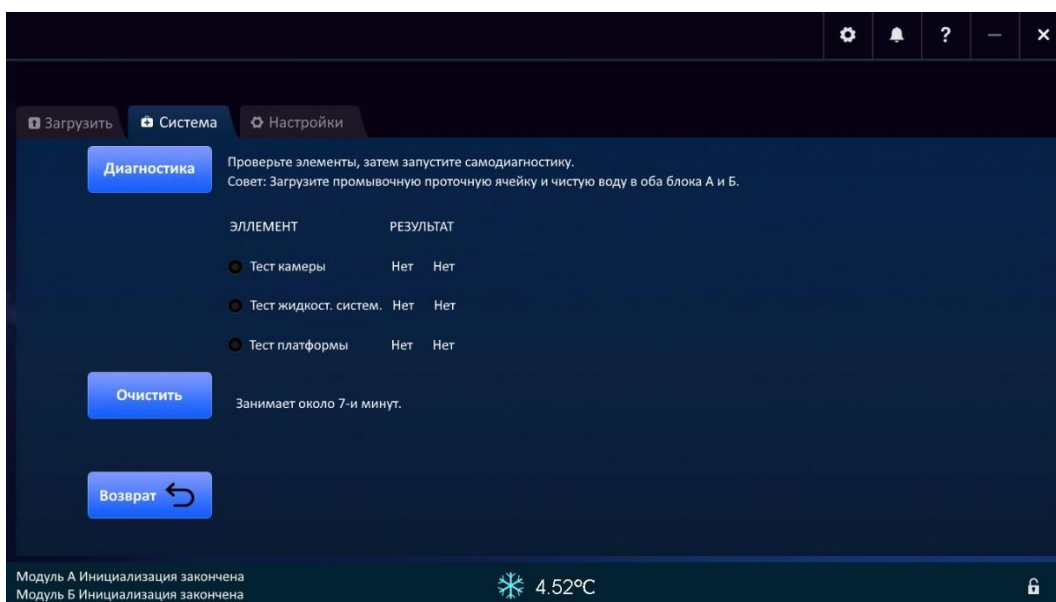 ?
Загрузить Система Настройки
Диагностика
Проверьте элементы, затем запустите самодиагностику.
Совет: Загрузите промывочную проточную ячейку и чистую воду в оба блока А и Б.
ЭЛЛЕМЕНТ РЕЗУЛЬТАТ
Тест камеры Нет Нет
Тест жидкост. систем. Нет Нет
Тест платформы Нет Нет
Очистить
Занимает около 7-и минут.
Возврат
Модуль А Инициализация закончена
Модуль Б Инициализация закончена
4.52°C